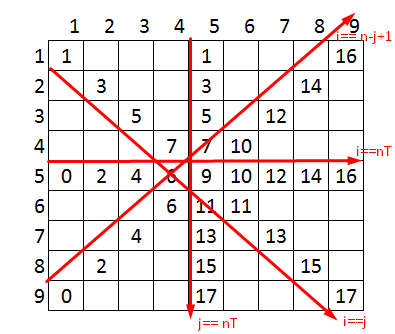 1 2 3 4 5 6 7 8 9
i== n-j+1
1 1 1 16
2 3 3 14
3 5 5 12
4 7 7 10
i==nT
5 0 2 4 6 9 10 12 14 16
6 6 11 11
7 4 13 13
8 2 15 15
9 0 17 17
j== nT
i==j